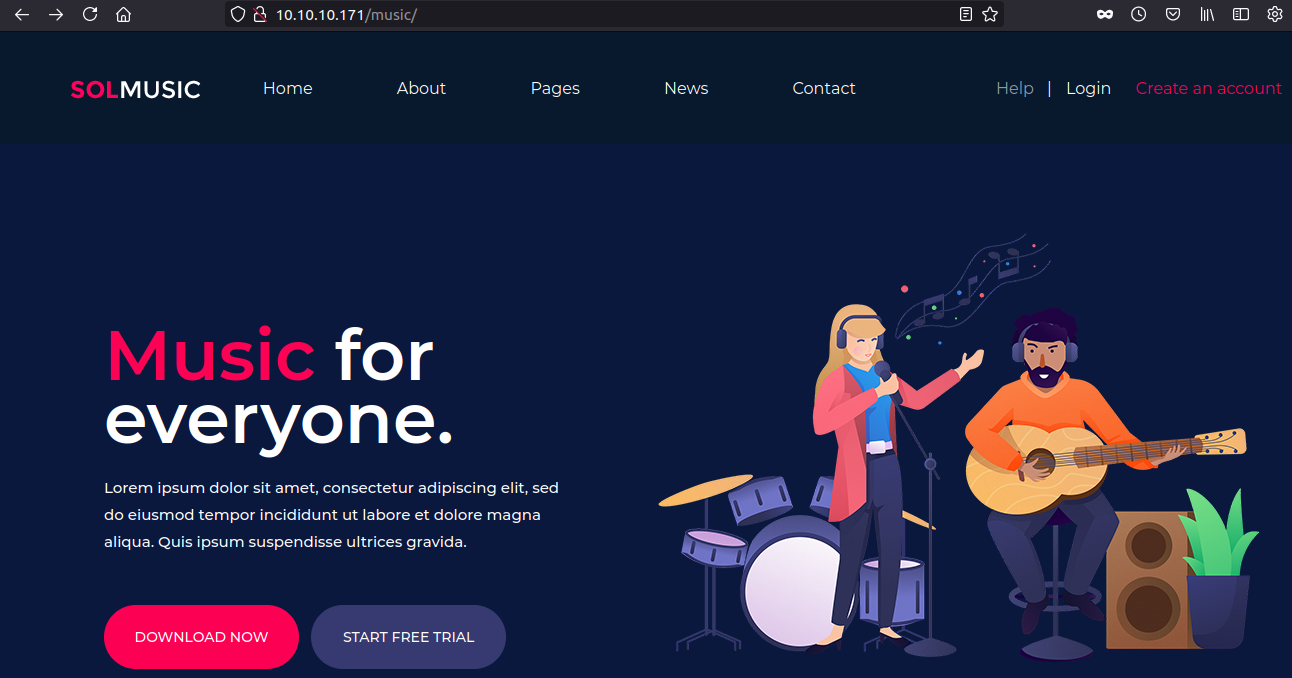 10.10.10.171/music/
SOLMUSIC Home About Pages News Contact Help | Login Create an account
Music for
everyone.
Lorem ipsum dolor sit amet, consectetur adipiscing elit, sed
do eiusmod tempor incididunt ut labore et dolore magna
aliqua. Quis ipsum suspendisse ultrices gravida.
DOWNLOAD NOW START FREE TRIAL